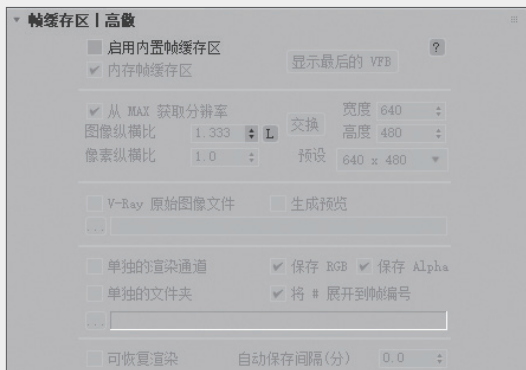 帧缓存区|高级
启用内置帧缓存区 ?
内存帧缓存区 显示最后的 VFB
从 MAX 获取分辨率 宽度 640
图像纵横比 1.333 L 交换 高度 480
像素纵横比 1.0 预设 640 x 480
V-Ray 原始图像文件 生成预览
...
单独的渲染通道 保存 RGB 保存 Alpha
单独的文件夹 将 # 展开到帧编号
...
可恢复渲染 自动保存间隔(分) 0.0